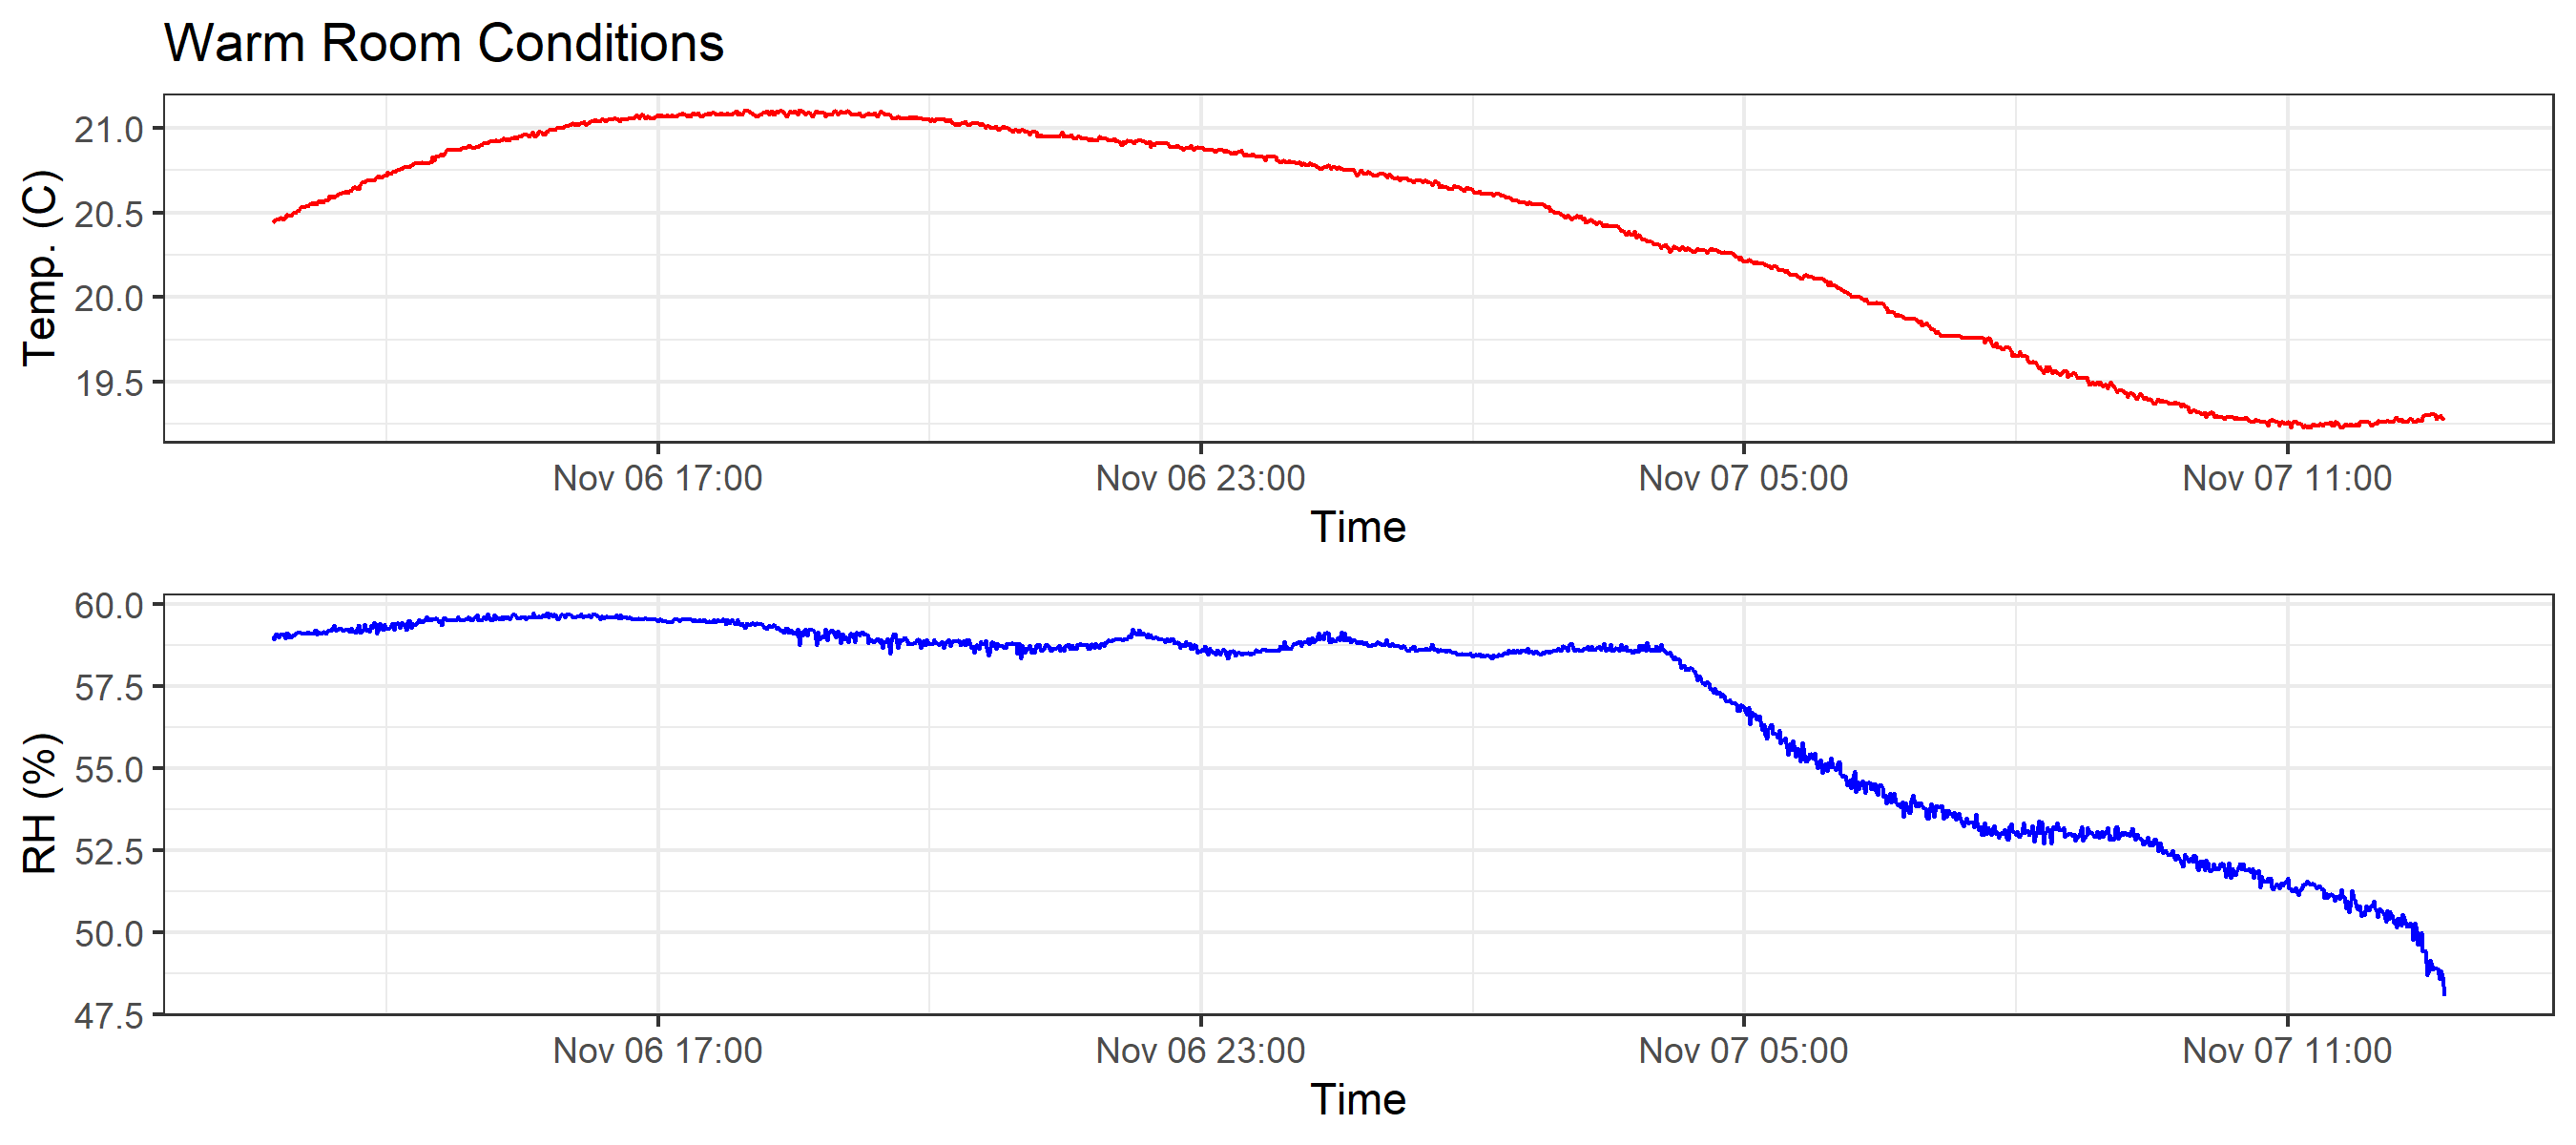 Warm Room Conditions
Temp. (C)
21.0
20.5
20.0
19.5
Nov 06 17:00 Nov 06 23:00 Nov 07 05:00 Nov 07 11:00
Time
RH (%)
60.0
57.5
55.0
52.5
50.0
47.5
Nov 06 17:00 Nov 06 23:00 Nov 07 05:00 Nov 07 11:00
Time